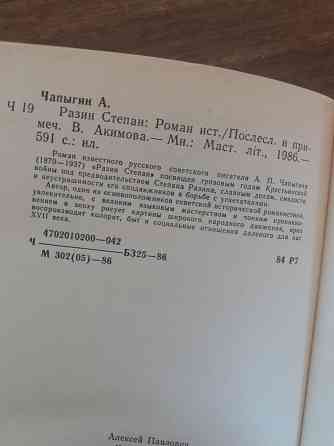 Чапыгин А.
Ч 19 Разин Степан: Роман ист./Послесл. и при-
меч. В. Акимова.— Мн.: Маст. літ., 1986.—
591 с.: ил.
Роман известного русского советского писателя А. П. Чапыгина
(1870—1937) «Разин Степан» посвящен грозовым годам Крестьянской
войны под предводительством Степана Разина, славным делам, смелости
и неустрашимости его сподвижников в борьбе с угнетателями.
Автор, один из основоположников советской исторической романистики,
увлекательно, с великим языковым мастерством и тонким проникно-
вением в эпоху рисует картины широкого народного движения, ярко
воспроизводит колорит, быт и социальные отношения далекого для нас
XVII века.
4702010200—042
Ч БЗ25—86 84 Р7
М 302(05)—86
Алексей Павлович